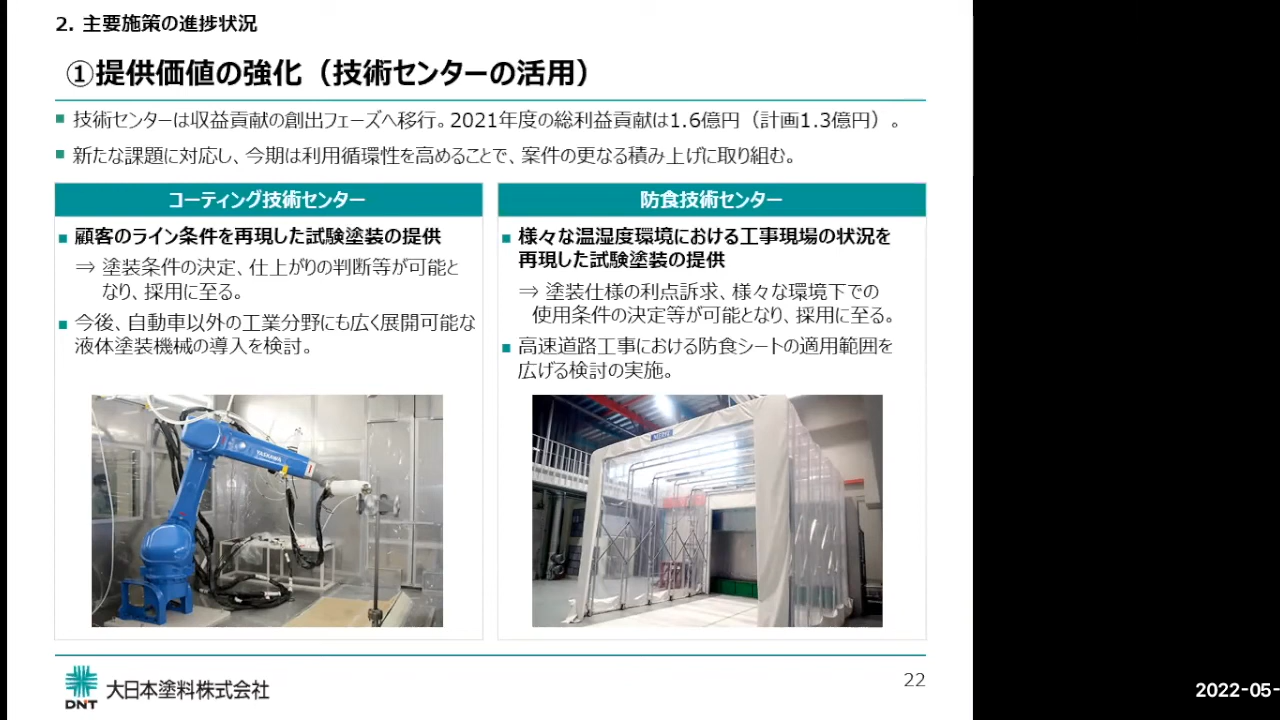 2. 主要施策の進捗状況
①提供価値の強化（技術センターの活用）
■ 技術センターは収益貢献の創出フェーズへ移行。2021年度の総利益貢献は1.6億円（計画1.3億円）。
■ 新たな課題に対応し、今期は利用循環性を高めることで、案件の更なる積み上げに取り組む。
コーティング技術センター
■ 顧客のライン条件を再現した試験塗装の提供
⇒ 塗装条件の決定、仕上がりの判断等が可能と
なり、採用に至る。
■ 今後、自動車以外の工業分野にも広く展開可能な
液体塗装機械の導入を検討。
YASKAWA
防食技術センター
■ 様々な温湿度環境における工事現場の状況を
再現した試験塗装の提供
⇒ 塗装仕様の利点訴求、様々な環境下での
使用条件の決定等が可能となり、採用に至る。
■ 高速道路工事における防食シートの適用範囲を
広げる検討の実施。
DNT 大日本塗料株式会社
22
2022-05-